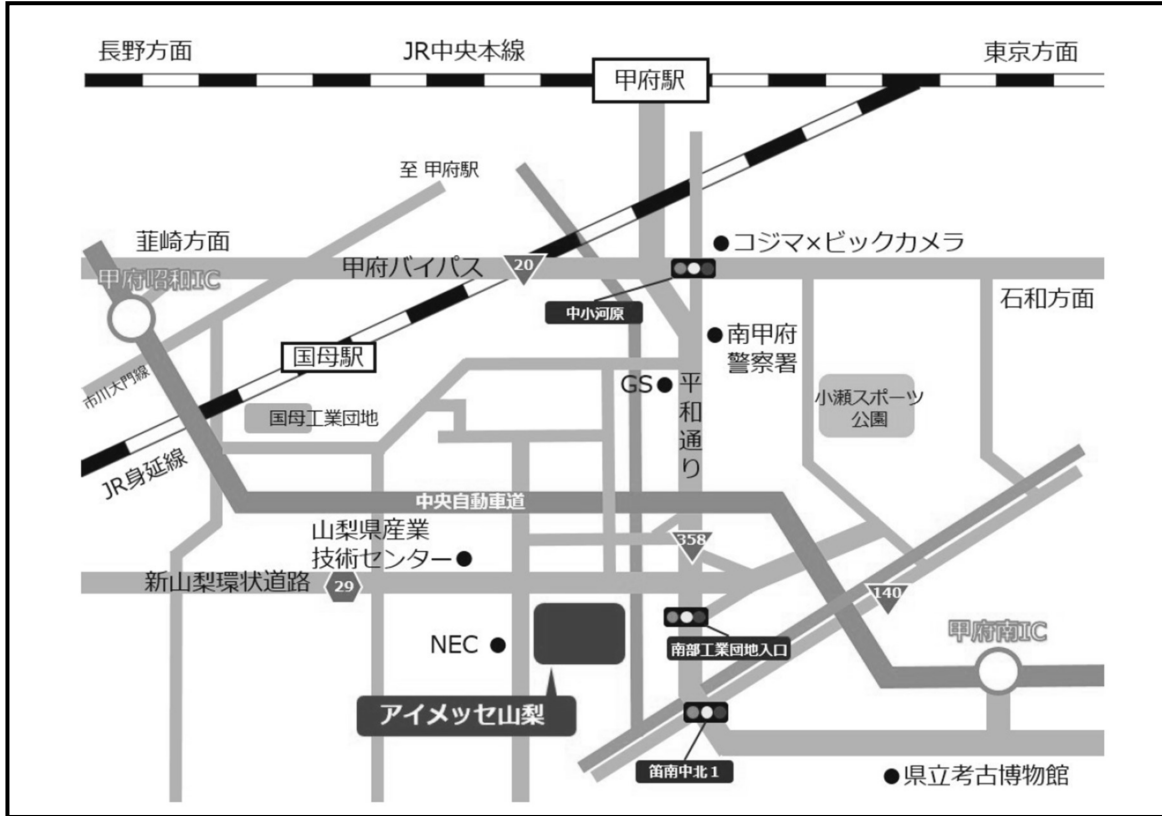 長野方面
JR中央本線
東京方面
甲府駅
至 甲府駅
韮崎方面
コジマ×ビックカメラ
甲府昭和IC
甲府バイパス
20
石和方面
中小河原
南甲府
警察署
国母駅
市川大門線
GS
平和通り
小瀬スポーツ
公園
国母工業団地
JR身延線
中央自動車道
山梨県産業
技術センター
358
新山梨環状道路
29
140
NEC
南部工業団地入口
甲府南IC
アイメッセ山梨
笛南中北1
県立考古博物館